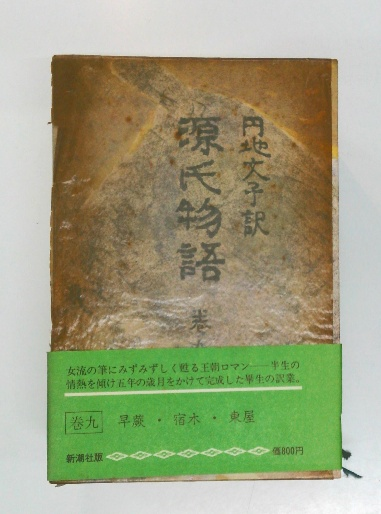 円地文子訳
源氏物語
巻九
女流の筆にみずみずしく甦る王朝ロマン――半生の
情熱を傾け五年の歳月をかけて完成した畢生の訳業。
巻九 早蕨・宿木・東屋
新潮社版 価800円